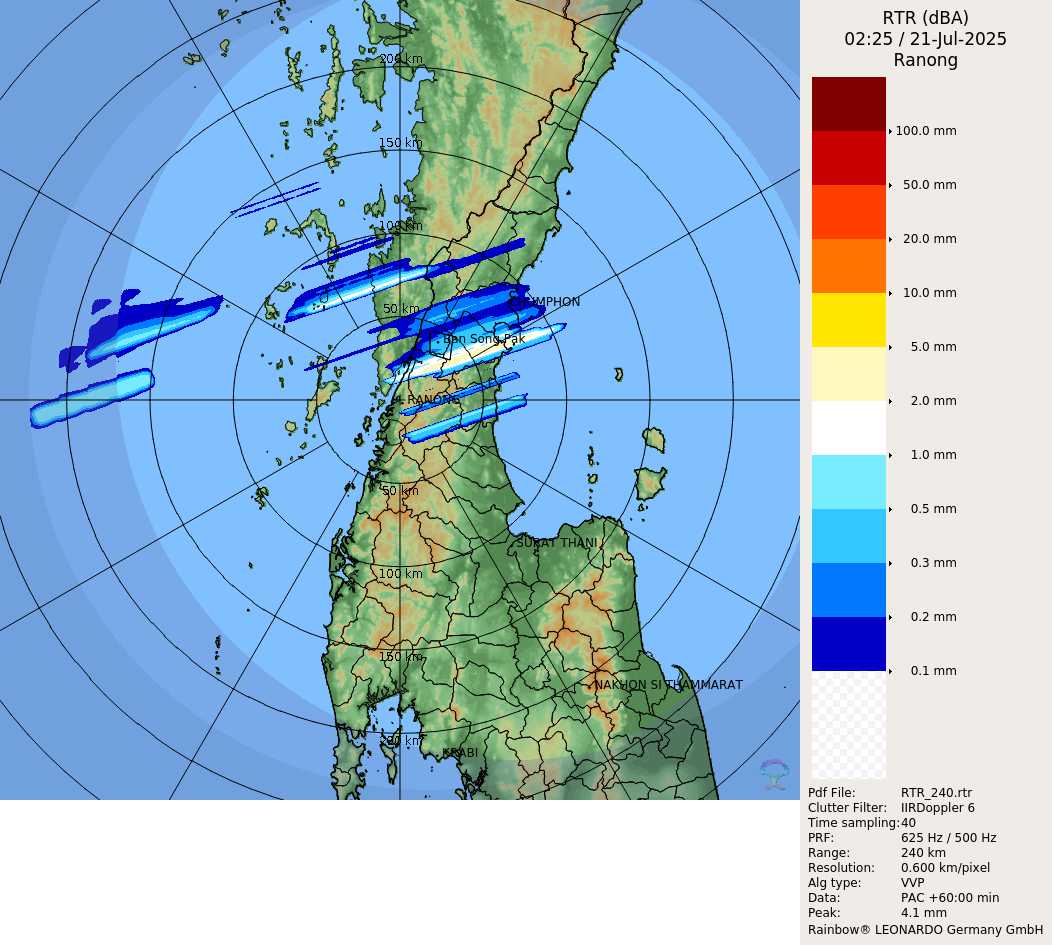 RTR (dBA)
02:25 / 21-Jul-2025
Ranong
100.0 mm
50.0 mm
20.0 mm
10.0 mm
5.0 mm
2.0 mm
1.0 mm
0.5 mm
0.3 mm
0.2 mm
0.1 mm
Pdf File: RTR_240.rtr
Clutter Filter: IIRDoppler 6
Time sampling: 40
PRF: 625 Hz / 500 Hz
Range: 240 km
Resolution: 0.600 km/pixel
Alg type: VVP
Data: PAC +60:00 min
Peak: 4.1 mm
Rainbow® LEONARDO Germany GmbH
200 km
150 km
100 km
50 km
CHUMPHON
Ban Song Pak
RANONG
50 km
SURAT THANI
100 km
150 km
NAKHON SI THAMMARAT
200 km
KRABI